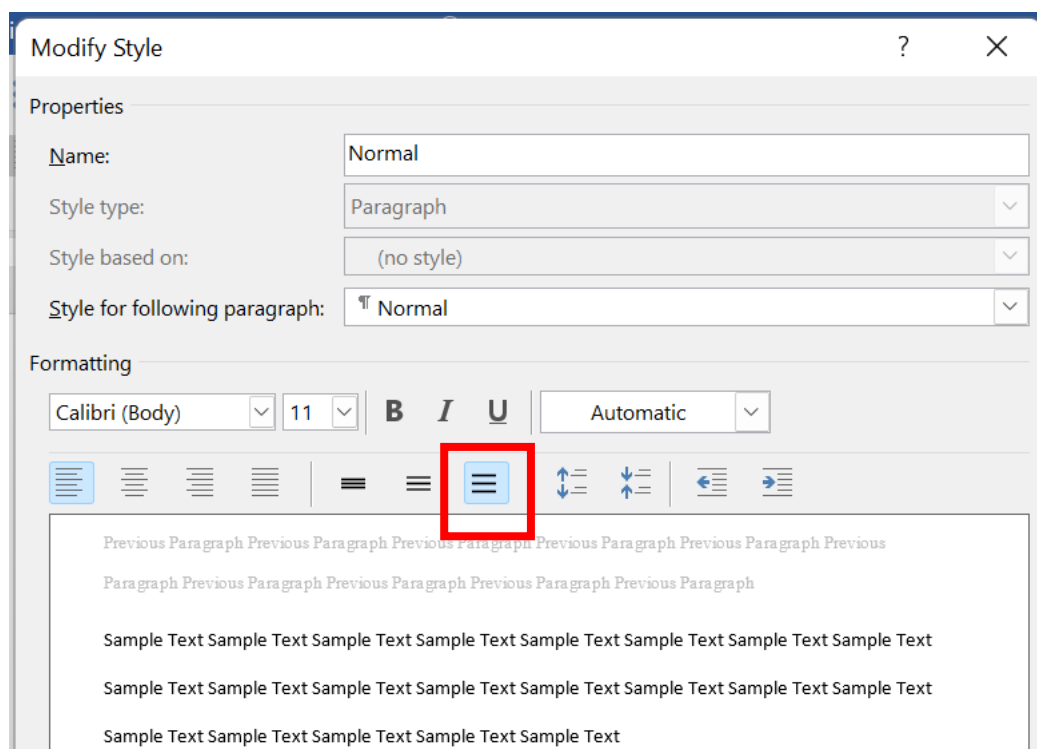 Modify Style ?
Properties
Name: Normal
Style type: Paragraph
Style based on: (no style)
Style for following paragraph: ¶ Normal
Formatting
Calibri (Body) 11 B I U Automatic
Previous Paragraph Previous Paragraph Previous Paragraph Previous Paragraph Previous Paragraph Previous
Paragraph Previous Paragraph Previous Paragraph Previous Paragraph Previous Paragraph
Sample Text Sample Text Sample Text Sample Text Sample Text Sample Text Sample Text Sample Text
Sample Text Sample Text Sample Text Sample Text Sample Text Sample Text Sample Text Sample Text
Sample Text Sample Text Sample Text Sample Text Sample Text